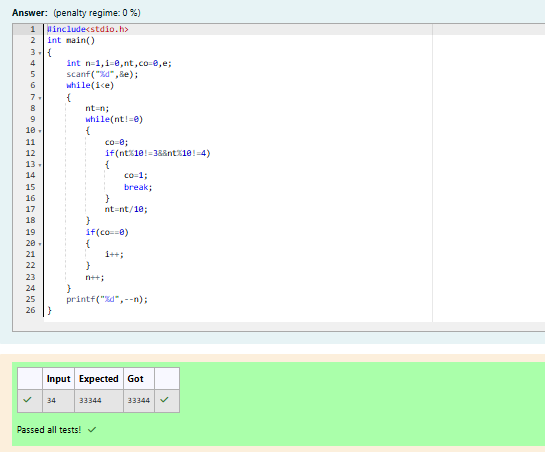 Answer: (penalty regime: 0 %)
1 #include<stdio.h>
2 int main()
3 {
4 int n=1,i=0,nt,co=0,e;
5 scanf("%d",&e);
6 while(i<e)
7 {
8 nt=n;
9 while(nt!=0)
10 {
11 co=0;
12 if(nt%10!=3&&nt%10!=4)
13 {
14 co=1;
15 break;
16 }
17 nt=nt/10;
18 }
19 if(co==0)
20 {
21 i++;
22 }
23 n++;
24 }
25 printf("%d",--n);
26 }
Input Expected Got
34 33344 33344
Passed all tests!